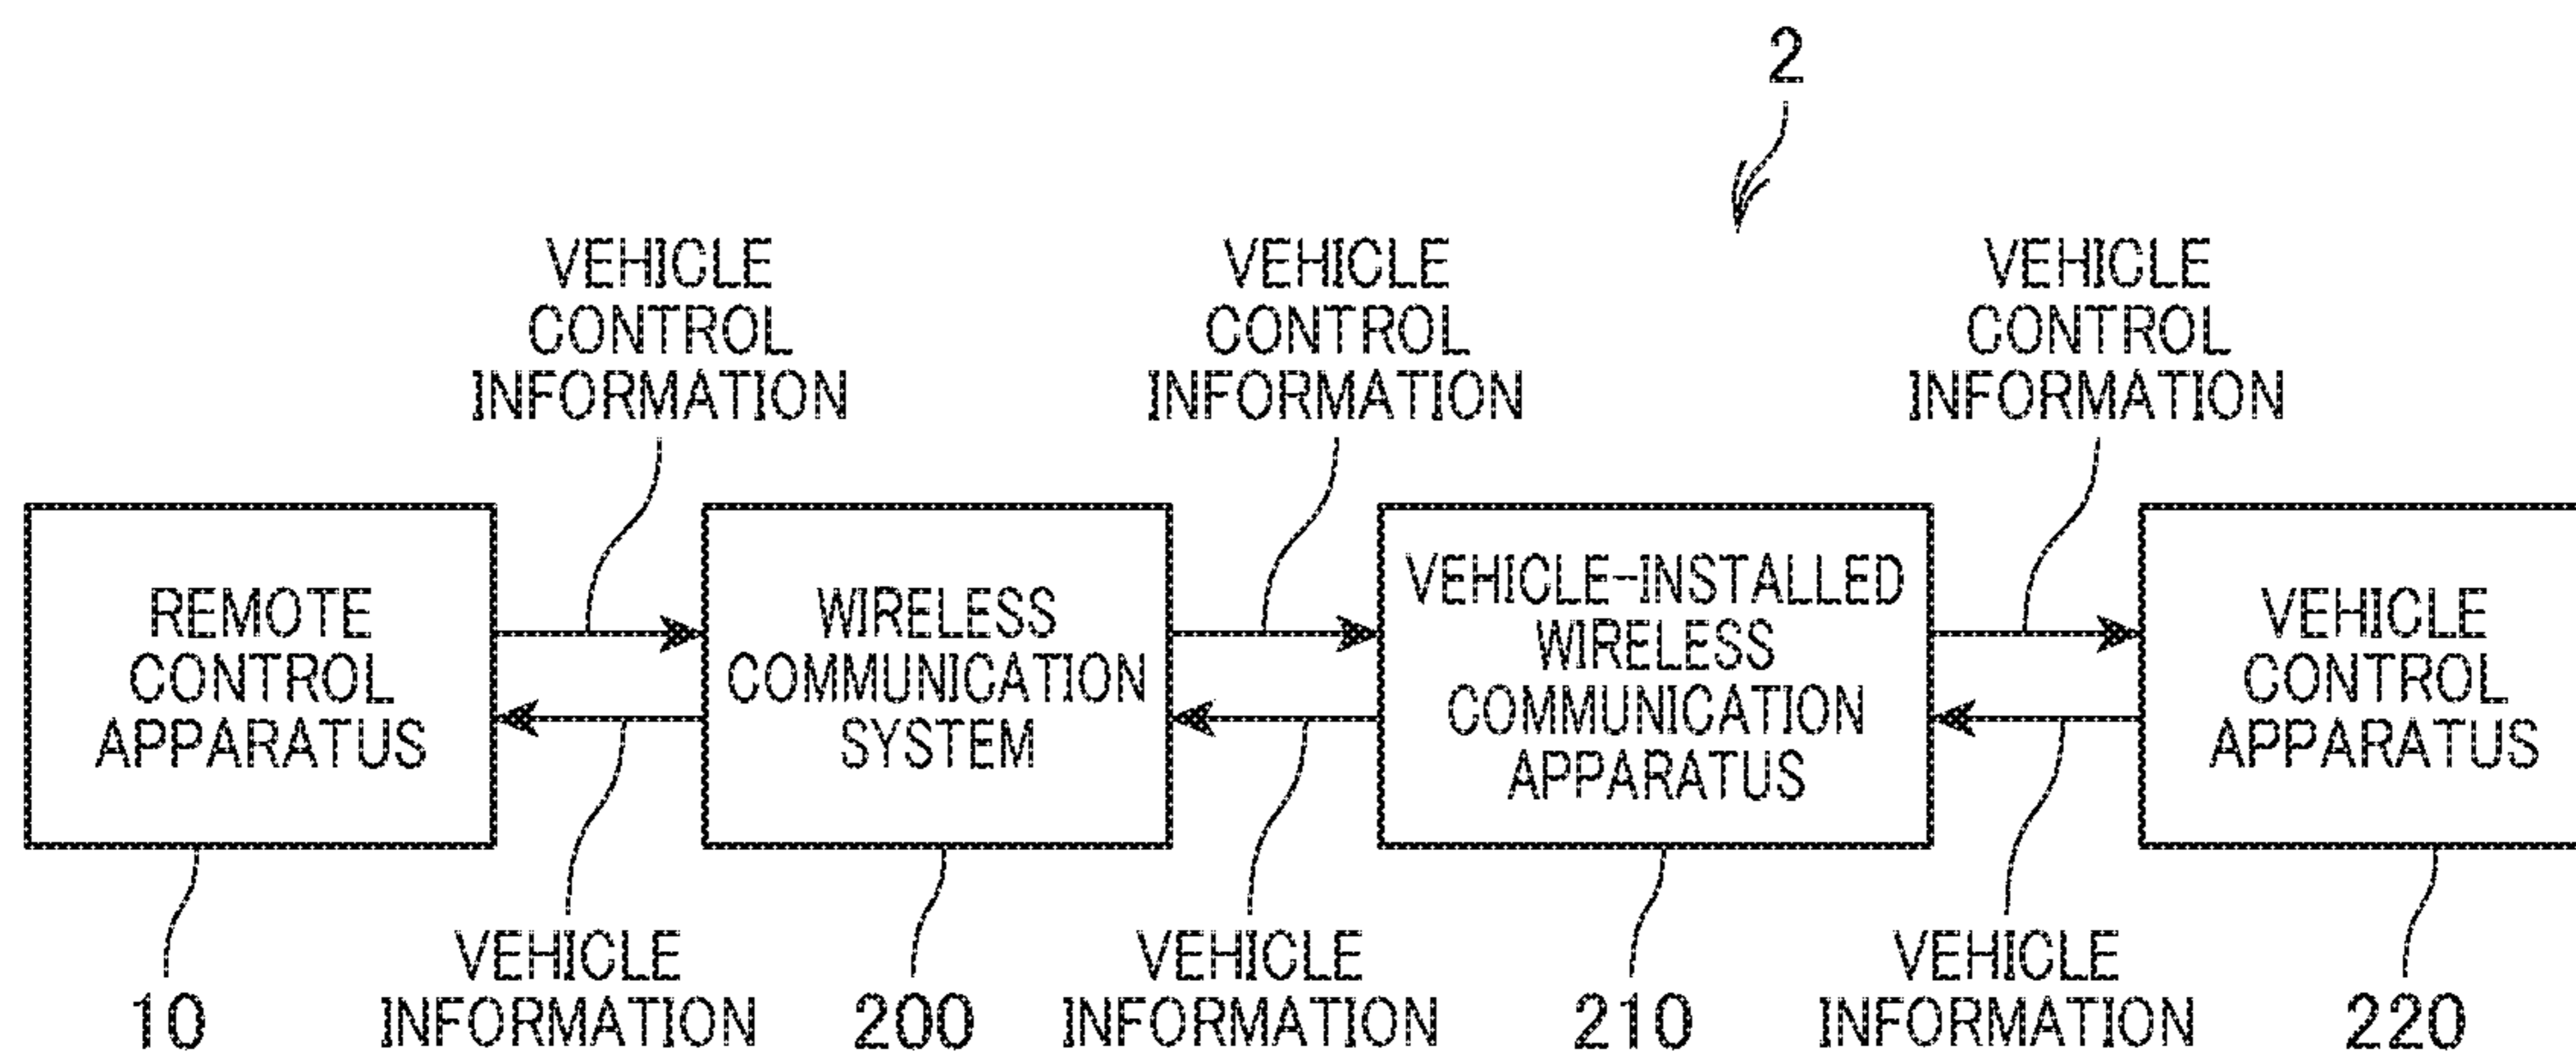 2
VEHICLE
CONTROL
INFORMATION
VEHICLE
CONTROL
INFORMATION
VEHICLE
CONTROL
INFORMATION
REMOTE
CONTROL
APPARATUS
WIRELESS
COMMUNICATION
SYSTEM
VEHICLE-INSTALLED
WIRELESS
COMMUNICATION
APPARATUS
VEHICLE
CONTROL
APPARATUS
10
VEHICLE
INFORMATION
200
VEHICLE
INFORMATION
210
VEHICLE
INFORMATION
220